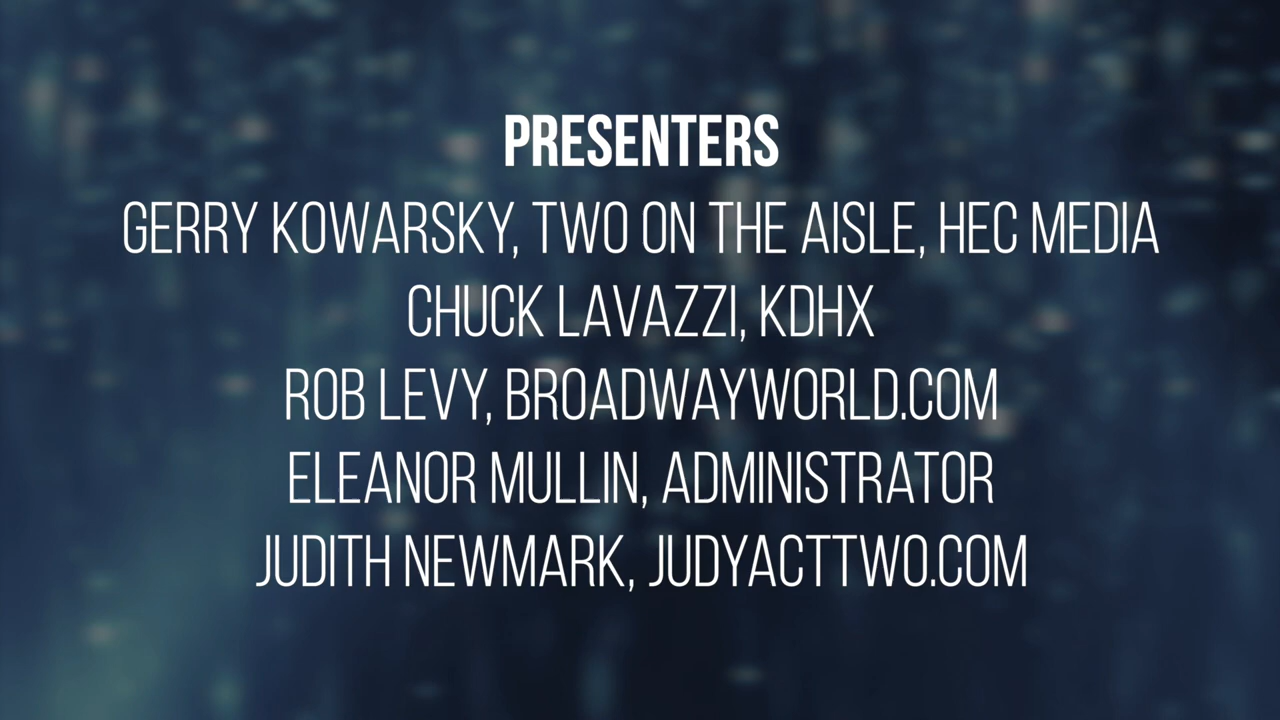 PRESENTERS
GERRY KOWARSKY, TWO ON THE AISLE, HEC MEDIA
CHUCK LAVAZZI, KDHX
ROB LEVY, BROADWAYWORLD.COM
ELEANOR MULLIN, ADMINISTRATOR
JUDITH NEWMARK, JUDYACTTWO.COM